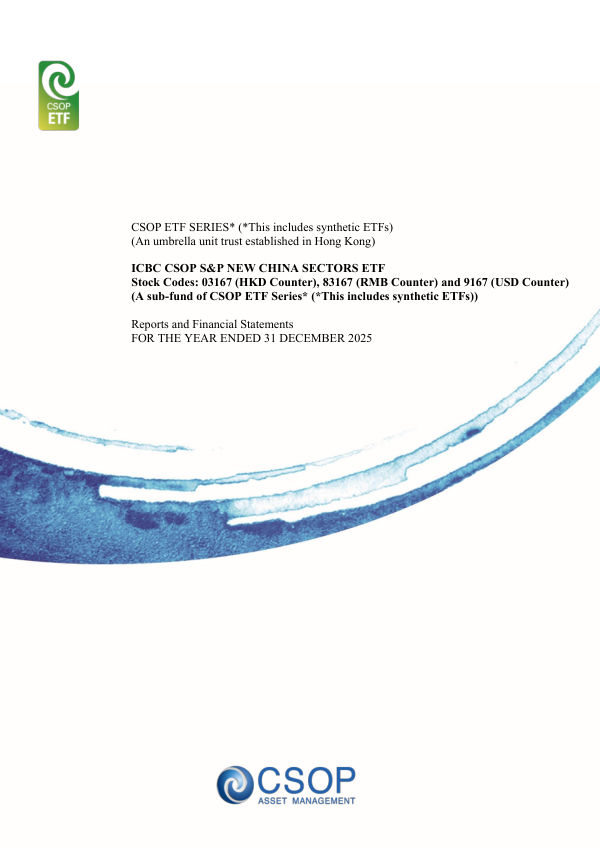 CSOP
ETF
CSOP ETF SERIES* (*This includes synthetic ETFs)
(An umbrella unit trust established in Hong Kong)
ICBC CSOP S&P NEW CHINA SECTORS ETF
Stock Codes: 03167 (HKD Counter), 83167 (RMB Counter) and 9167 (USD Counter)
(A sub-fund of CSOP ETF Series* (*This includes synthetic ETFs))
Reports and Financial Statements
FOR THE YEAR ENDED 31 DECEMBER 2025
CSOP
ASSET MANAGEMENT